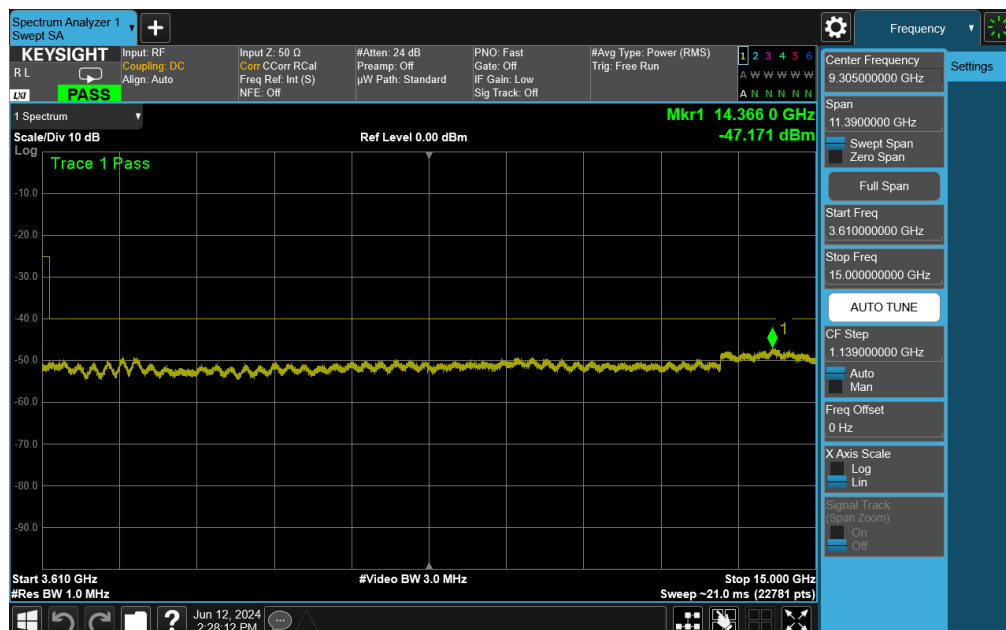 Spectrum Analyzer 1
Swept SA
+
Frequency
KEYSIGHT
R L
LXI
PASS
Input: RF
Coupling: DC
Align: Auto
Input Z: 50 Ω
Corr CCorr RCal
Freq Ref: Int (S)
NFE: Off
#Atten: 24 dB
Preamp: Off
µW Path: Standard
PNO: Fast
Gate: Off
IF Gain: Low
Sig Track: Off
#Avg Type: Power (RMS)
Trig: Free Run
1 2 3 4 5 6
A W W W W W
A N N N N N
1 Spectrum
Scale/Div 10 dB
Log
Ref Level 0.00 dBm
Mkr1 14.366 0 GHz
-47.171 dBm
Trace 1 Pass
-10.0
-20.0
-30.0
-40.0
-50.0
-60.0
-70.0
-80.0
-90.0
1
Start 3.610 GHz
#Res BW 1.0 MHz
#Video BW 3.0 MHz
Stop 15.000 GHz
Sweep ~21.0 ms (22781 pts)
Center Frequency
9.305000000 GHz
Settings
Span
11.3900000 GHz
Swept Span
Zero Span
Full Span
Start Freq
3.610000000 GHz
Stop Freq
15.000000000 GHz
AUTO TUNE
CF Step
1.139000000 GHz
Auto
Man
Freq Offset
0 Hz
X Axis Scale
Log
Lin
Signal Track
(Span Zoom)
On
Off
?
Jun 12, 2024
2:28:12 PM